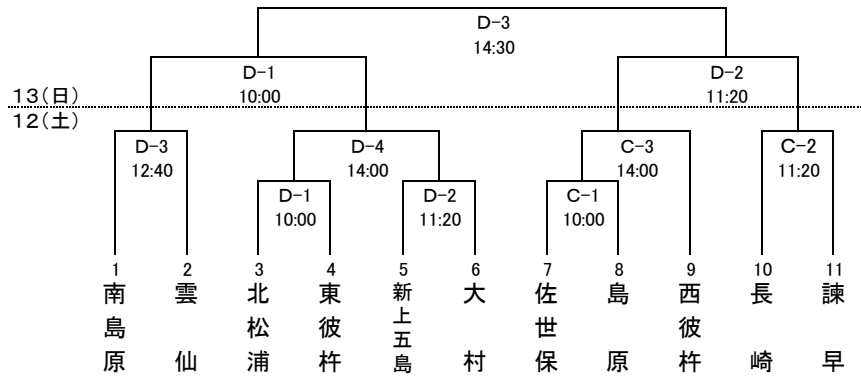 D-3
14:30
D-1
10:00
D-2
11:20
13(日)
12(土)
D-3
12:40
D-4
14:00
C-3
14:00
C-2
11:20
D-1
10:00
D-2
11:20
C-1
10:00
1 2 3 4 5 6 7 8 9 10 11
南島原
雲仙
北松浦
東彼杵
新上五島
大村
佐世保
島原
西彼杵
長崎
諫早